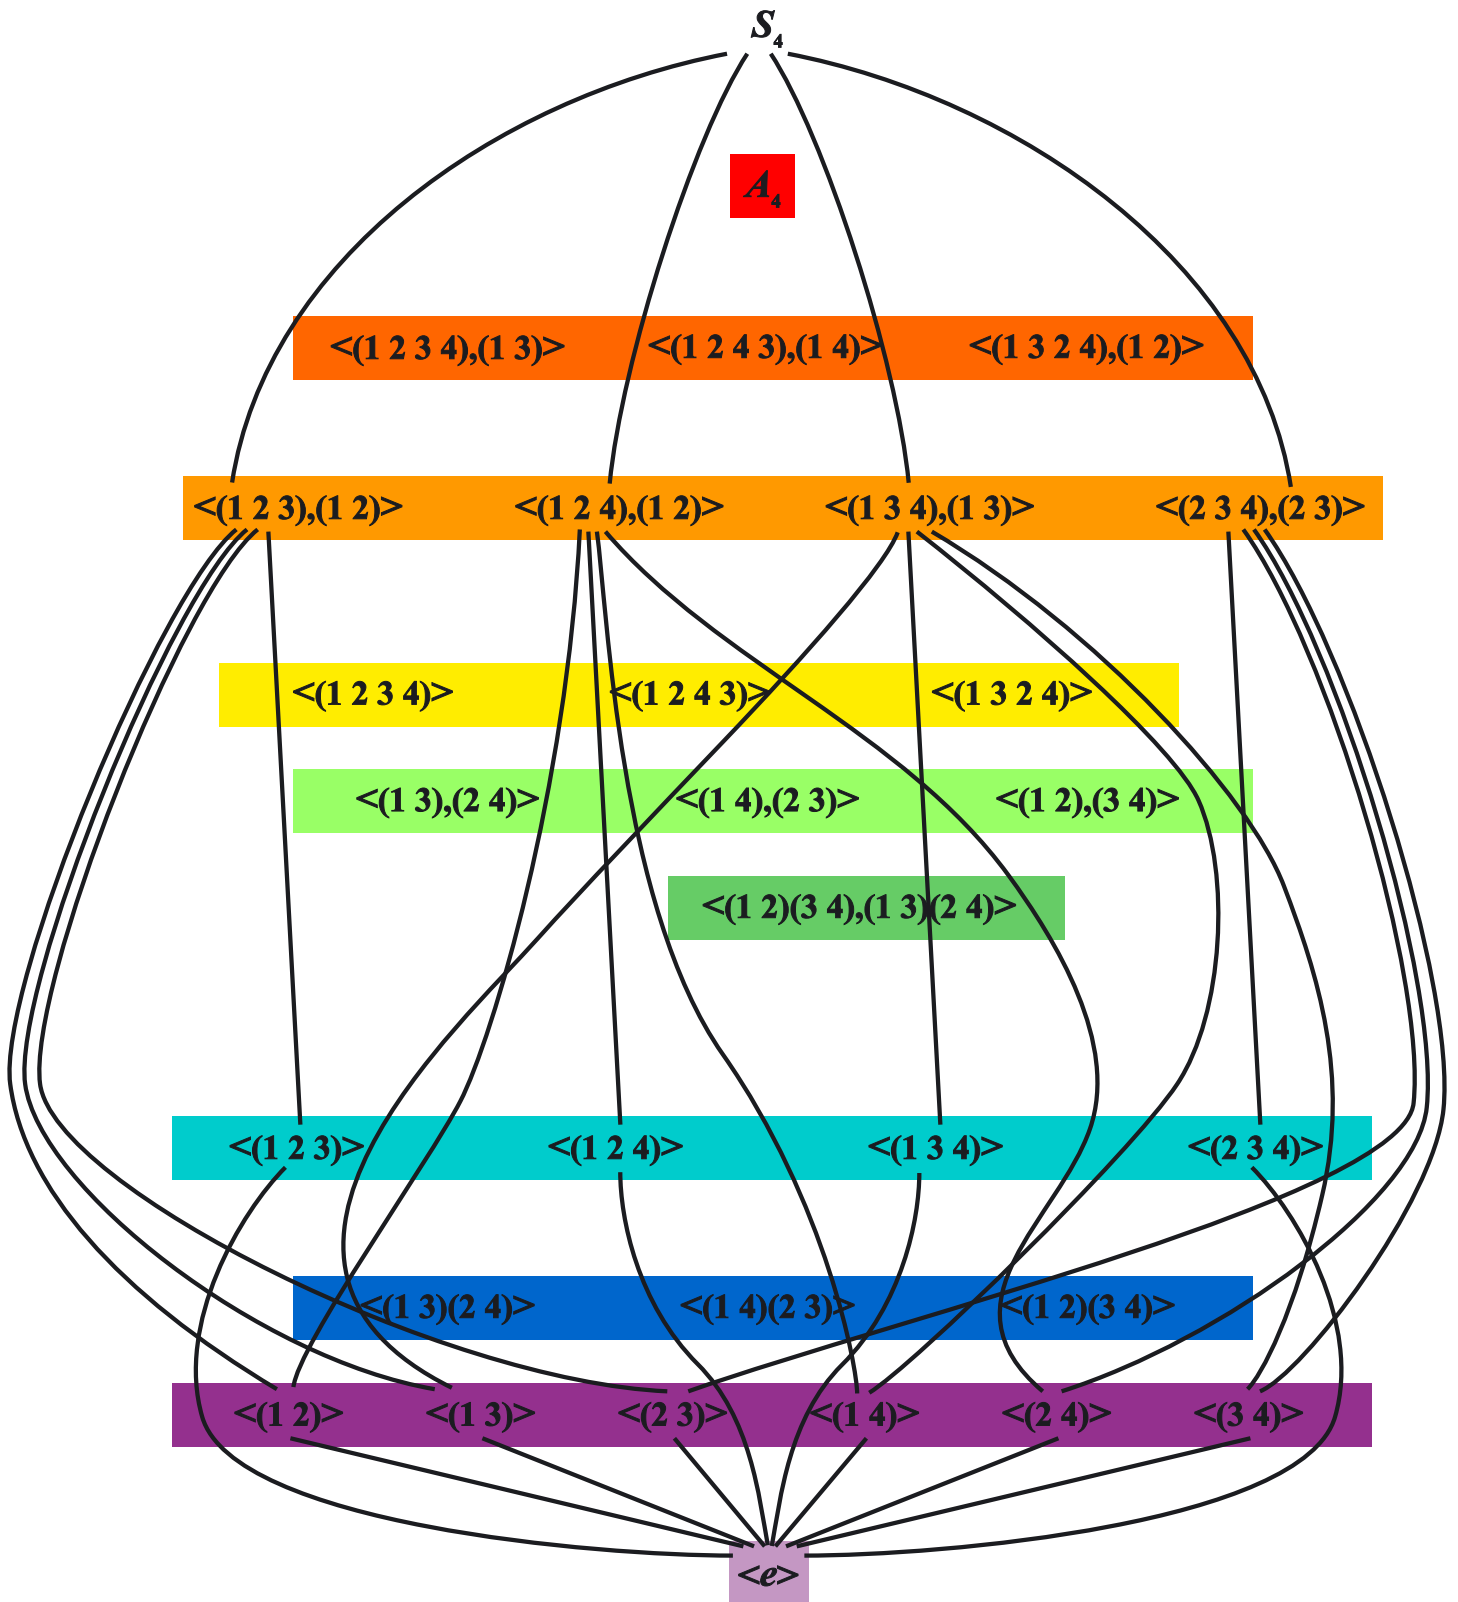 S₄
A₄
<(1 2 3 4),(1 3)> <(1 2 4 3),(1 4)> <(1 3 2 4),(1 2)>
<(1 2 3),(1 2)> <(1 2 4),(1 2)> <(1 3 4),(1 3)> <(2 3 4),(2 3)>
<(1 2 3 4)> <(1 2 4 3)> <(1 3 2 4)>
<(1 3),(2 4)> <(1 4),(2 3)> <(1 2),(3 4)>
<(1 2)(3 4),(1 3)(2 4)>
<(1 2 3)> <(1 2 4)> <(1 3 4)> <(2 3 4)>
<(1 3)(2 4)> <(1 4)(2 3)> <(1 2)(3 4)>
<(1 2)> <(1 3)> <(2 3)> <(1 4)> <(2 4)> <(3 4)>
<e>